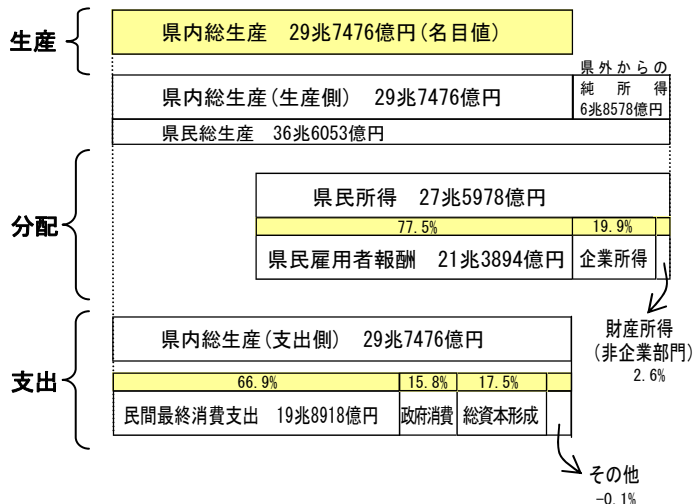 生産
県内総生産 29兆7476億円(名目値)
県内総生産(生産側) 29兆7476億円
県外からの
純所得
6兆8578億円
県民総生産 36兆6053億円
分配
県民所得 27兆5978億円
77.5%
19.9%
県民雇用者報酬 21兆3894億円
企業所得
財産所得
(非企業部門)
2.6%
支出
県内総生産(支出側) 29兆7476億円
66.9%
15.8%
17.5%
民間最終消費支出 19兆8918億円
政府消費
総資本形成
その他
-0.1%